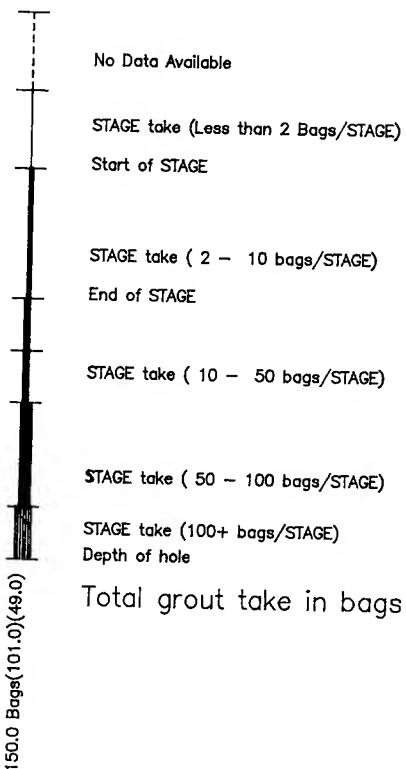 No Data Available
STAGE take (Less than 2 Bags/STAGE)
Start of STAGE
STAGE take ( 2 – 10 bags/STAGE)
End of STAGE
STAGE take ( 10 – 50 bags/STAGE)
STAGE take ( 50 – 100 bags/STAGE)
STAGE take (100+ bags/STAGE)
Depth of hole
Total grout take in bags
150.0 Bags(101.0)(49.0)